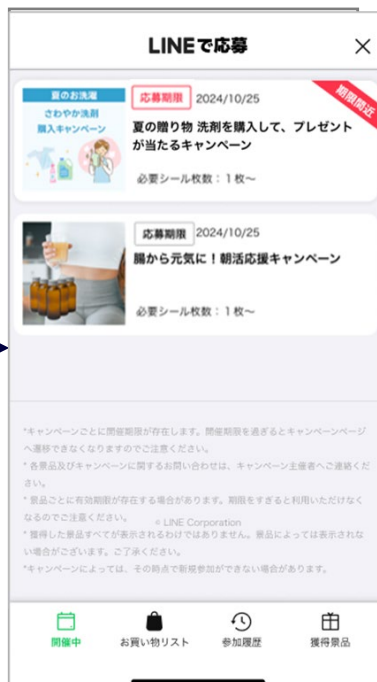 LINEで応募
夏のお洗濯
さわやか洗剤
購入キャンペーン
応募期限 2024/10/25
期限間近
夏の贈り物 洗剤を購入して、プレゼント
が当たるキャンペーン
必要シール枚数：1枚〜
応募期限 2024/10/25
腸から元気に！朝活応援キャンペーン
必要シール枚数：1枚〜
*キャンペーンごとに開催期限が存在します。開催期限を過ぎるとキャンペーンページ
へ遷移できなくなりますのでご注意ください。
* 各景品及びキャンペーンに関するお問い合わせは、キャンペーン主催者へご連絡くだ
さい。
* 景品ごとに有効期限が存在する場合があります。期限をすぎると利用いただけなく
なるのでご注意ください。
© LINE Corporation
* 獲得した景品すべてが表示されるわけではありません。景品によっては表示されな
い場合がございます。ご了承ください。
*キャンペーンによっては、その時点で新規参加ができない場合があります。
開催中
お買い物リスト
参加履歴
獲得景品